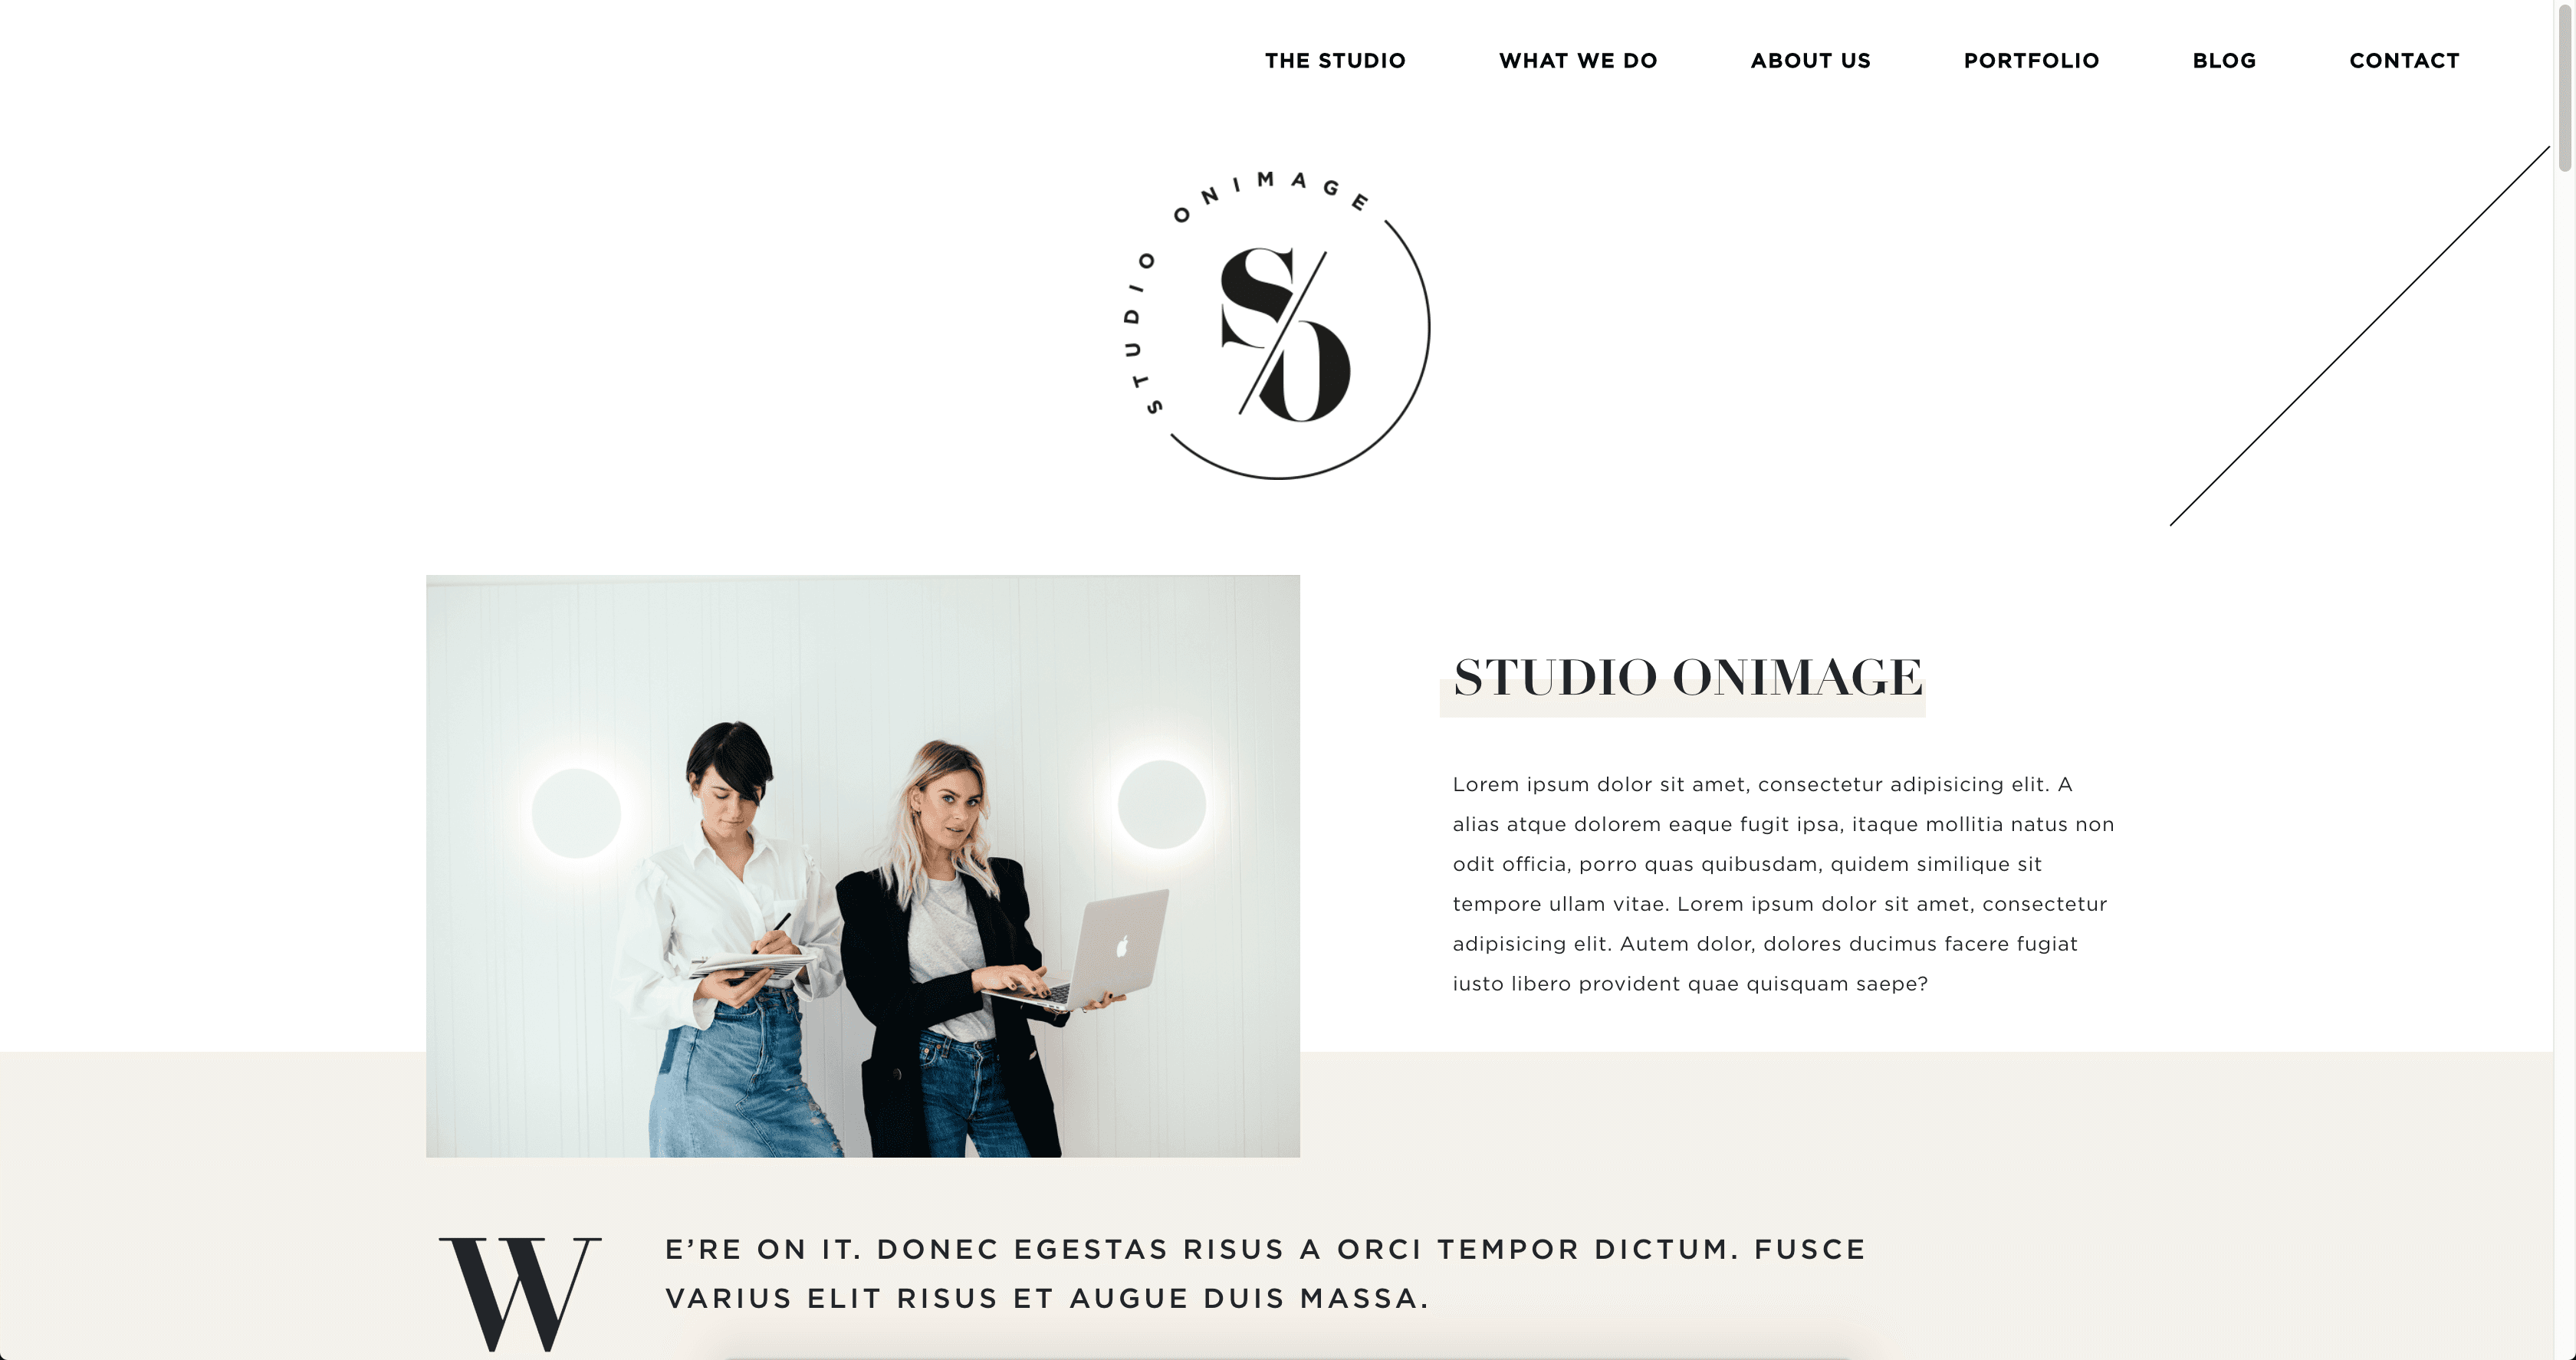 THE STUDIO WHAT WE DO ABOUT US PORTFOLIO BLOG CONTACT
STUDIO ONIMAGE
SO
STUDIO ONIMAGE
Lorem ipsum dolor sit amet, consectetur adipisicing elit. A
alias atque dolorem eaque fugit ipsa, itaque mollitia natus non
odit officia, porro quas quibusdam, quidem similique sit
tempore ullam vitae. Lorem ipsum dolor sit amet, consectetur
adipisicing elit. Autem dolor, dolores ducimus facere fugiat
iusto libero provident quae quisquam saepe?
WE’RE ON IT. DONEC EGESTAS RISUS A ORCI TEMPOR DICTUM. FUSCE
VARIUS ELIT RISUS ET AUGUE DUIS MASSA.